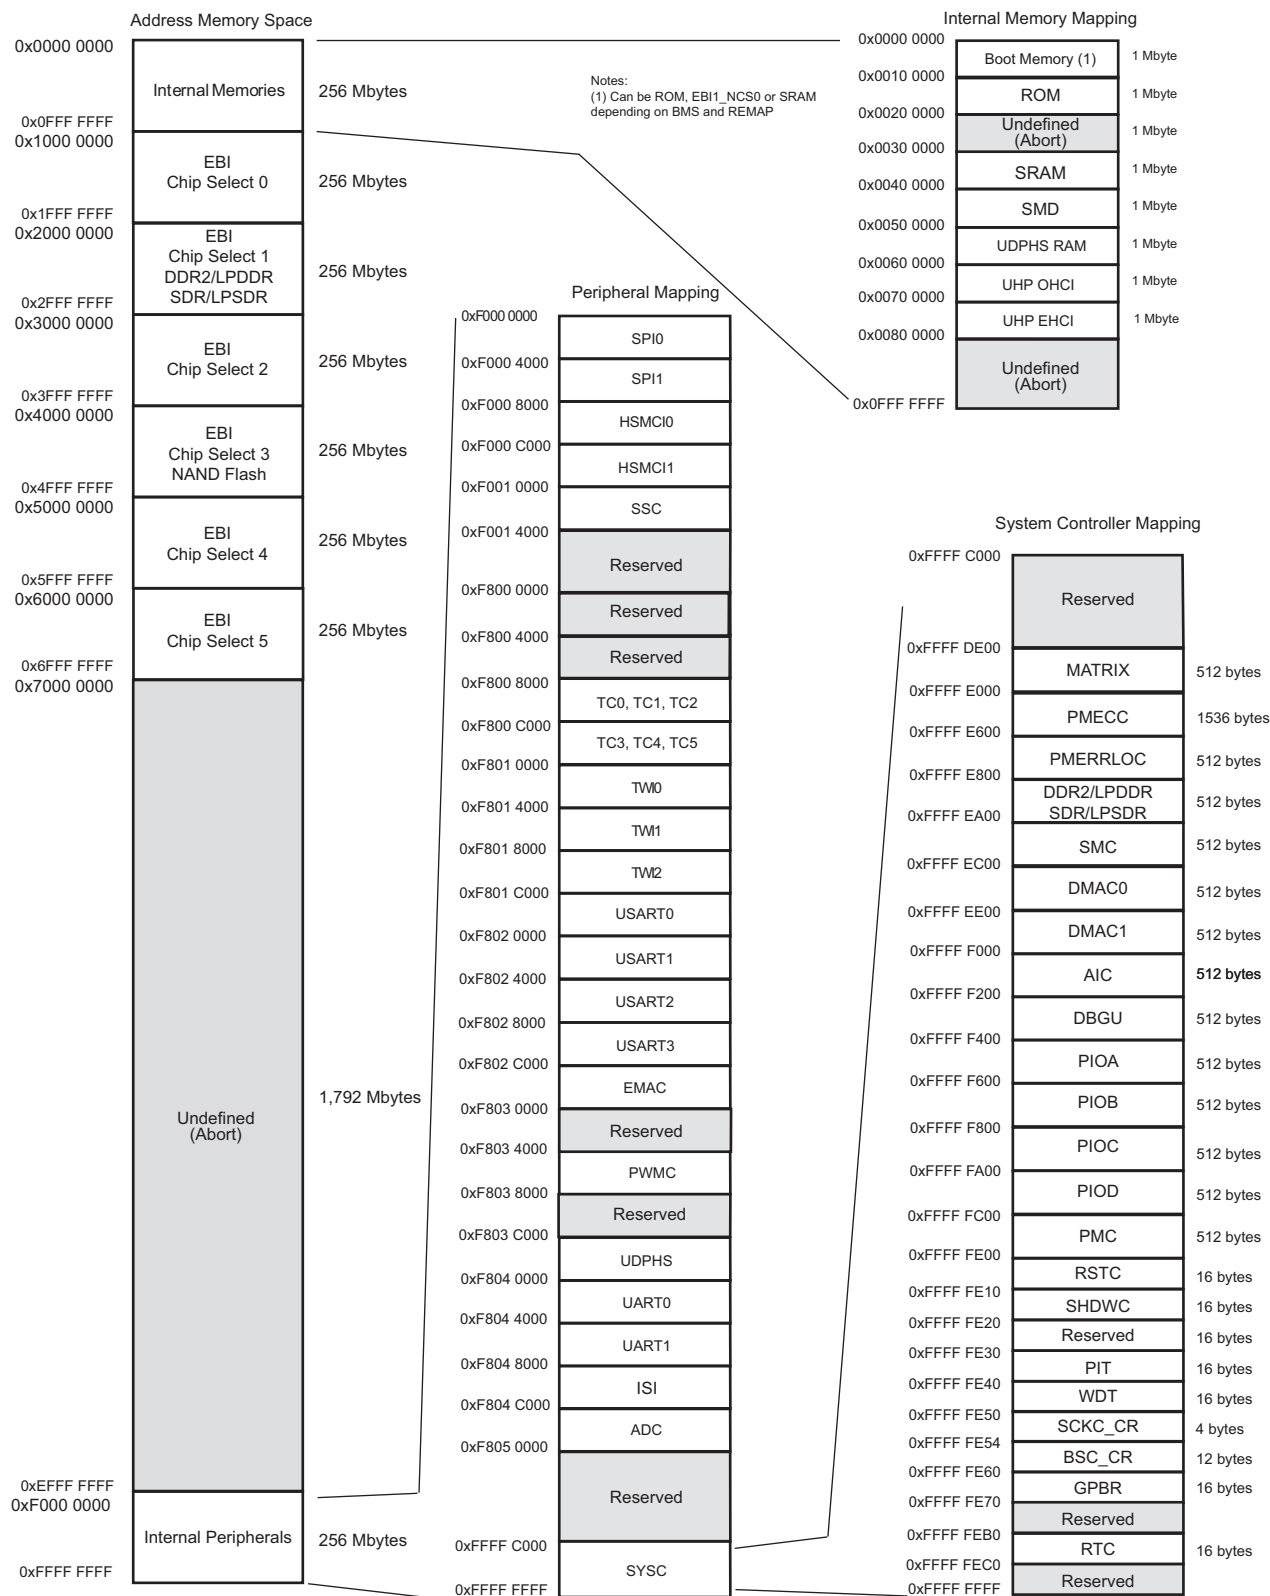 Address Memory Space
0x0000 0000
Internal Memories
256 Mbytes
0x0FFF FFFF
0x1000 0000
EBI
Chip Select 0
256 Mbytes
0x1FFF FFFF
0x2000 0000
EBI
Chip Select 1
DDR2/LPDDR
SDR/LPSDR
256 Mbytes
0x2FFF FFFF
0x3000 0000
EBI
Chip Select 2
256 Mbytes
0x3FFF FFFF
0x4000 0000
EBI
Chip Select 3
NAND Flash
256 Mbytes
0x4FFF FFFF
0x5000 0000
EBI
Chip Select 4
256 Mbytes
0x5FFF FFFF
0x6000 0000
EBI
Chip Select 5
256 Mbytes
0x6FFF FFFF
0x7000 0000
Undefined
(Abort)
1,792 Mbytes
0xEFFF FFFF
0xF000 0000
Internal Peripherals
256 Mbytes
0xFFFF FFFF
Notes:
(1) Can be ROM, EBI1_NCS0 or SRAM
depending on BMS and REMAP
Peripheral Mapping
0xF000 0000
SPI0
0xF000 4000
SPI1
0xF000 8000
HSMCI0
0xF000 C000
HSMCI1
0xF001 0000
SSC
0xF001 4000
Reserved
0xF800 0000
Reserved
0xF800 4000
Reserved
0xF800 8000
TC0, TC1, TC2
0xF800 C000
TC3, TC4, TC5
0xF801 0000
TWI0
0xF801 4000
TWI1
0xF801 8000
TWI2
0xF801 C000
USART0
0xF802 0000
USART1
0xF802 4000
USART2
0xF802 8000
USART3
0xF802 C000
EMAC
0xF803 0000
Reserved
0xF803 4000
PWMC
0xF803 8000
Reserved
0xF803 C000
UDPHS
0xF804 0000
UART0
0xF804 4000
UART1
0xF804 8000
ISI
0xF804 C000
ADC
0xF805 0000
Reserved
0xFFFF C000
SYSC
0xFFFF FFFF
Internal Memory Mapping
0x0000 0000
Boot Memory (1)
1 Mbyte
0x0010 0000
ROM
1 Mbyte
0x0020 0000
Undefined
(Abort)
1 Mbyte
0x0030 0000
SRAM
1 Mbyte
0x0040 0000
SMD
1 Mbyte
0x0050 0000
UDPHS RAM
1 Mbyte
0x0060 0000
UHP OHCI
1 Mbyte
0x0070 0000
UHP EHCI
1 Mbyte
0x0080 0000
Undefined
(Abort)
0x0FFF FFFF
System Controller Mapping
0xFFFF C000
Reserved
0xFFFF DE00
MATRIX
512 bytes
0xFFFF E000
PMECC
1536 bytes
0xFFFF E600
PMERRLOC
512 bytes
0xFFFF E800
DDR2/LPDDR
SDR/LPSDR
512 bytes
0xFFFF EA00
SMC
512 bytes
0xFFFF EC00
DMAC0
512 bytes
0xFFFF EE00
DMAC1
512 bytes
0xFFFF F000
AIC
512 bytes
0xFFFF F200
DBGU
512 bytes
0xFFFF F400
PIOA
512 bytes
0xFFFF F600
PIOB
512 bytes
0xFFFF F800
PIOC
512 bytes
0xFFFF FA00
PIOD
512 bytes
0xFFFF FC00
PMC
512 bytes
0xFFFF FE00
RSTC
16 bytes
0xFFFF FE10
SHDWC
16 bytes
0xFFFF FE20
Reserved
16 bytes
0xFFFF FE30
PIT
16 bytes
0xFFFF FE40
WDT
16 bytes
0xFFFF FE50
SCKC_CR
4 bytes
0xFFFF FE54
BSC_CR
12 bytes
0xFFFF FE60
GPBR
16 bytes
0xFFFF FE70
Reserved
0xFFFF FEB0
RTC
16 bytes
0xFFFF FEC0
Reserved
0xFFFF FFFF